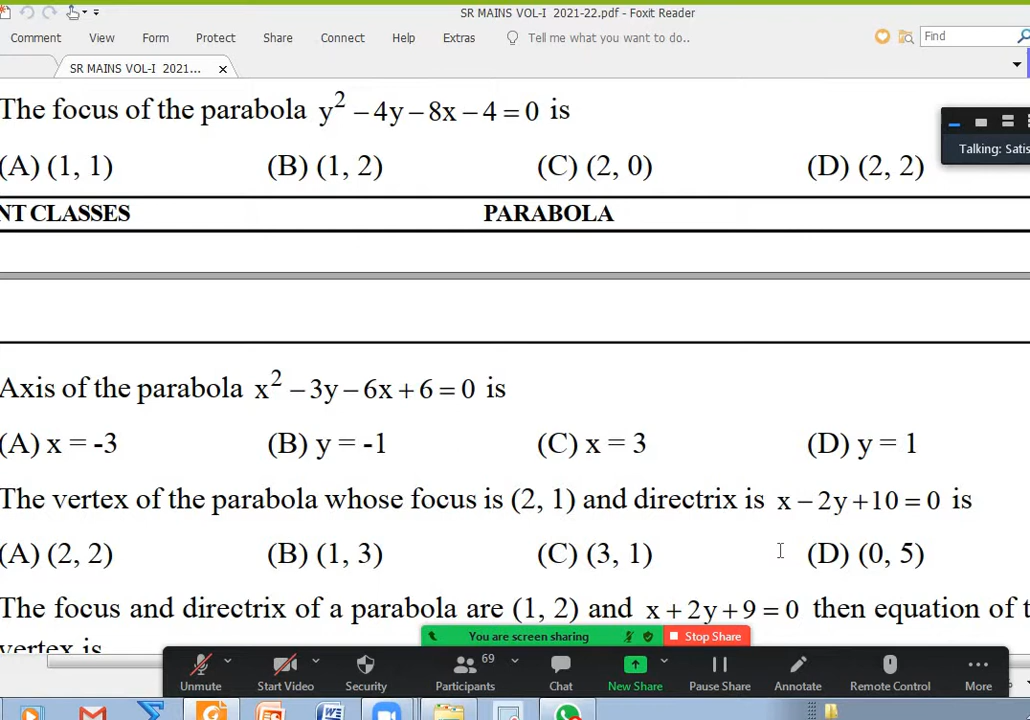 SR MAINS VOL-I 2021-22.pdf - Foxit Reader
Comment View Form Protect Share Connect Help Extras Tell me what you want to do.. Find
SR MAINS VOL-I 2021... ×
The focus of the parabola y² – 4y – 8x – 4 = 0 is
(A) (1, 1) (B) (1, 2) (C) (2, 0) (D) (2, 2)
Talking: Satis
NT CLASSES PARABOLA
Axis of the parabola x² – 3y – 6x + 6 = 0 is
(A) x = -3 (B) y = -1 (C) x = 3 (D) y = 1
The vertex of the parabola whose focus is (2, 1) and directrix is x – 2y + 10 = 0 is
(A) (2, 2) (B) (1, 3) (C) (3, 1) (D) (0, 5)
The focus and directrix of a parabola are (1, 2) and x + 2y + 9 = 0 then equation of t
vertex is
You are screen sharing Stop Share
69
Unmute Start Video Security Participants Chat New Share Pause Share Annotate Remote Control More